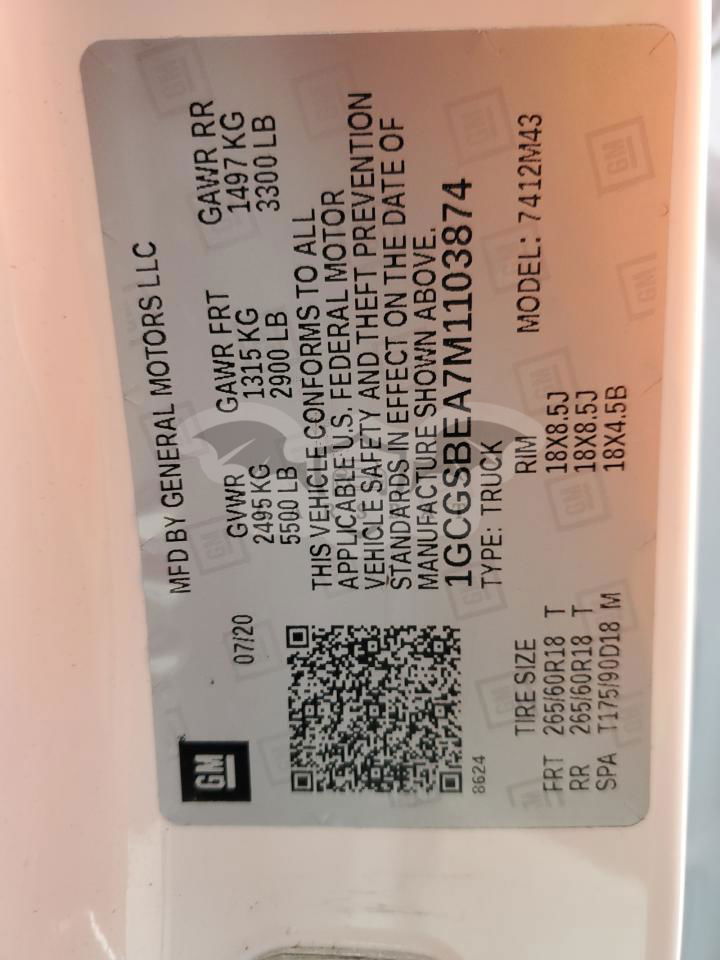 GM
MFD BY GENERAL MOTORS LLC
07/20
GVWR GAWR FRT GAWR RR
2495 KG 1315 KG 1497 KG
5500 LB 2900 LB 3300 LB
THIS VEHICLE CONFORMS TO ALL
APPLICABLE U.S. FEDERAL MOTOR
VEHICLE SAFETY AND THEFT PREVENTION
STANDARDS IN EFFECT ON THE DATE OF
MANUFACTURE SHOWN ABOVE.
1GCGSBEA7M1103874
8624
TYPE: TRUCK
TIRE SIZE RIM MODEL: 7412M43
FRT 265/60R18 T 18X8.5J
RR 265/60R18 T 18X8.5J
SPA T175/90D18 M 18X4.5B